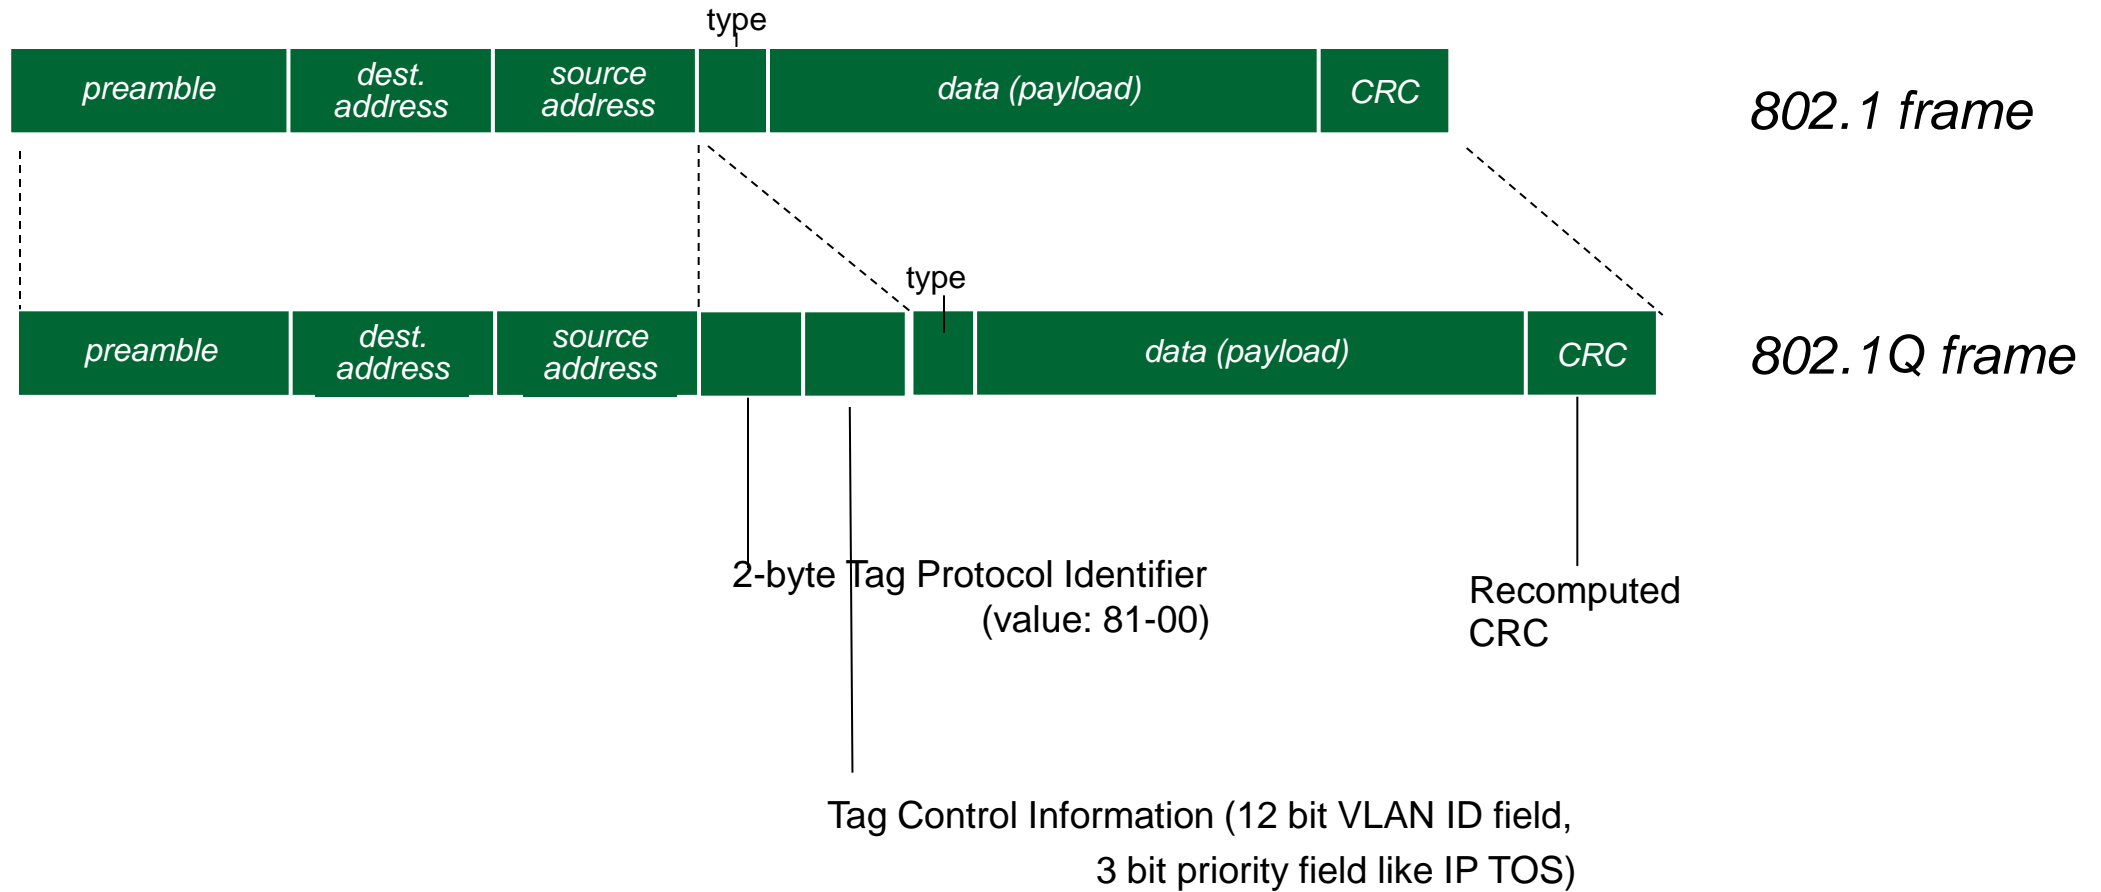 type
preamble
dest.
address
source
address
data (payload)
CRC
802.1 frame
type
preamble
dest.
address
source
address
data (payload)
CRC
802.1Q frame
2-byte Tag Protocol Identifier
(value: 81-00)
Recomputed
CRC
Tag Control Information (12 bit VLAN ID field,
3 bit priority field like IP TOS)